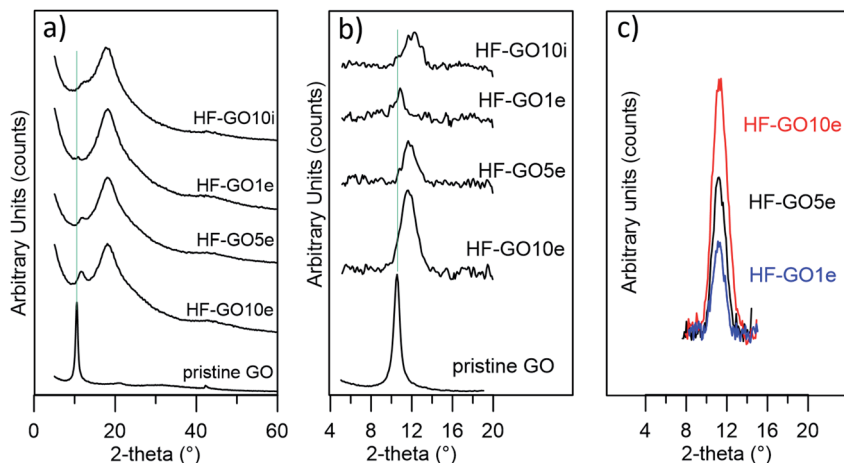 a)
Arbitrary Units (counts)
HF-GO10i
HF-GO1e
HF-GO5e
HF-GO10e
pristine GO
0 20 40 60
2-theta (°)
b)
HF-GO10i
HF-GO1e
HF-GO5e
HF-GO10e
pristine GO
4 8 12 16 20
2-theta (°)
c)
Arbitrary units (counts)
HF-GO10e
HF-GO5e
HF-GO1e
4 8 12 16 20
2-theta (°)
Arbitrary Units (counts)